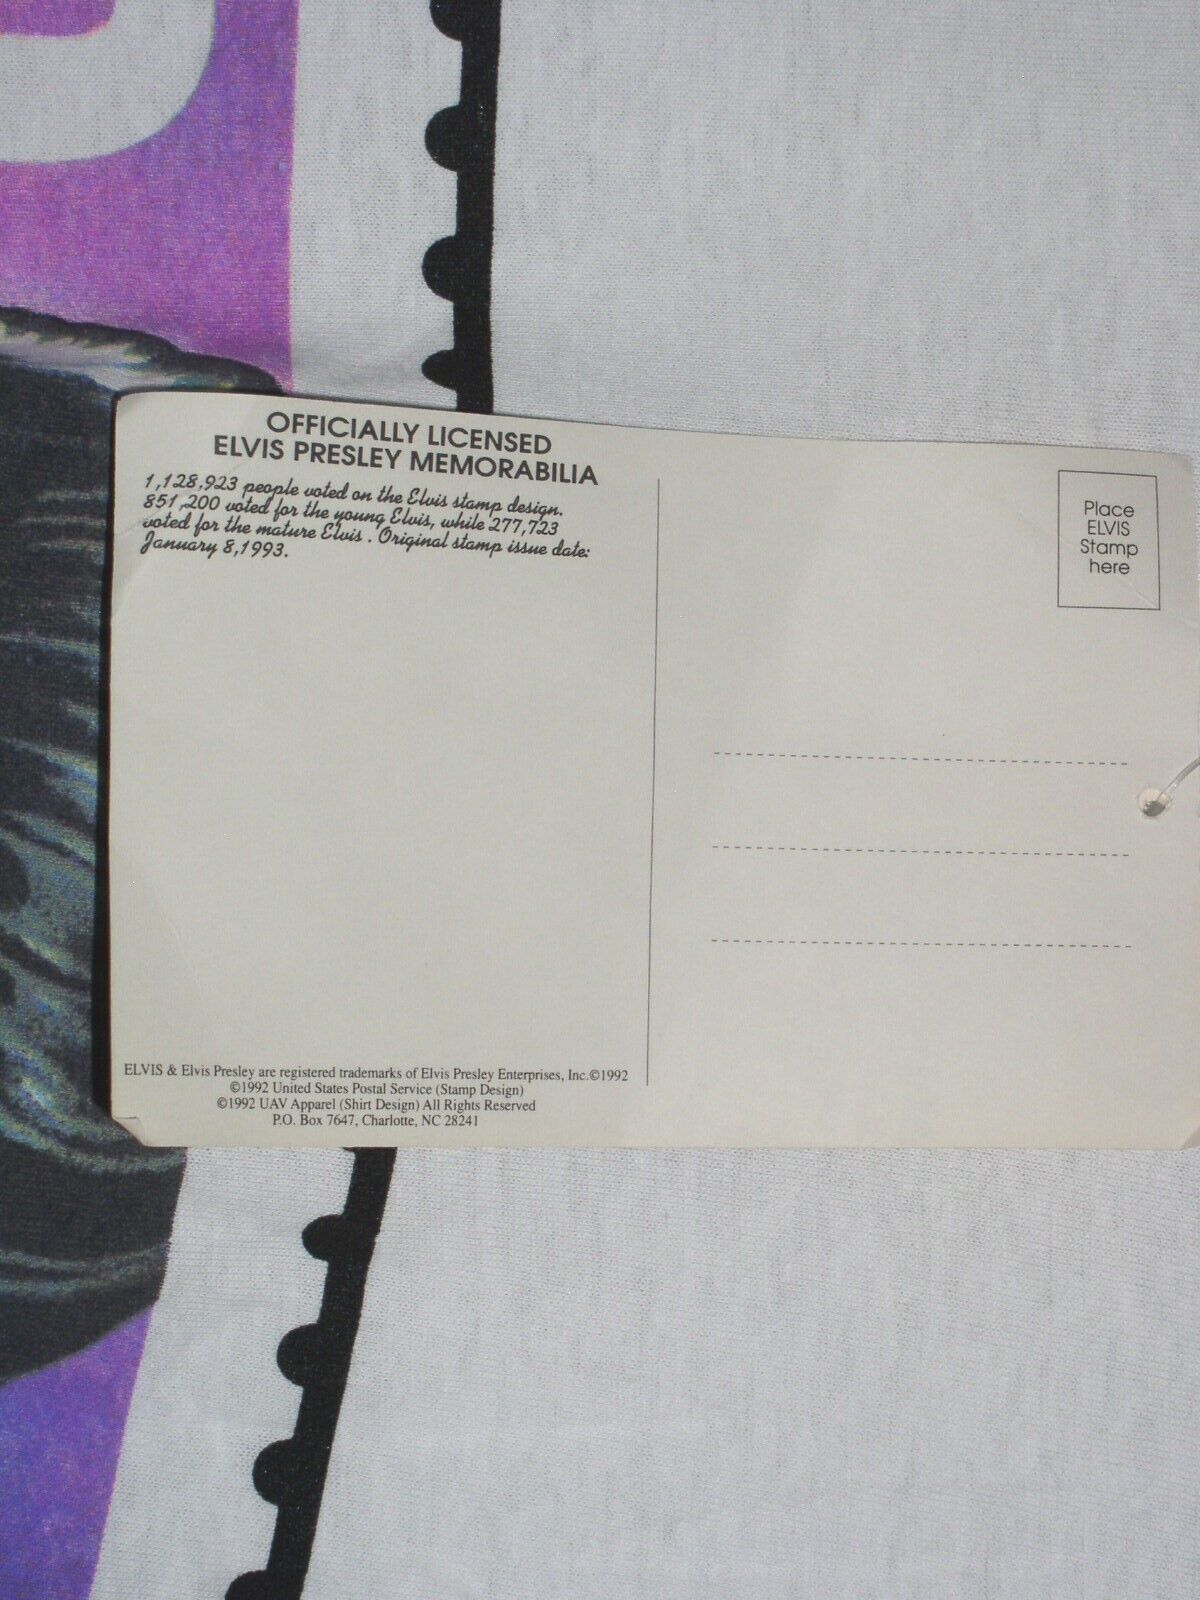 OFFICIALLY LICENSED
ELVIS PRESLEY MEMORABILIA
1,128,923 people voted on the Elvis stamp design.
851,200 voted for the young Elvis, while 277,723
voted for the mature Elvis . Original stamp issue date:
January 8,1993.
Place
ELVIS
Stamp
here
ELVIS & Elvis Presley are registered trademarks of Elvis Presley Enterprises, Inc.©1992
©1992 United States Postal Service (Stamp Design)
©1992 UAV Apparel (Shirt Design) All Rights Reserved
P.O. Box 7647, Charlotte, NC 28241